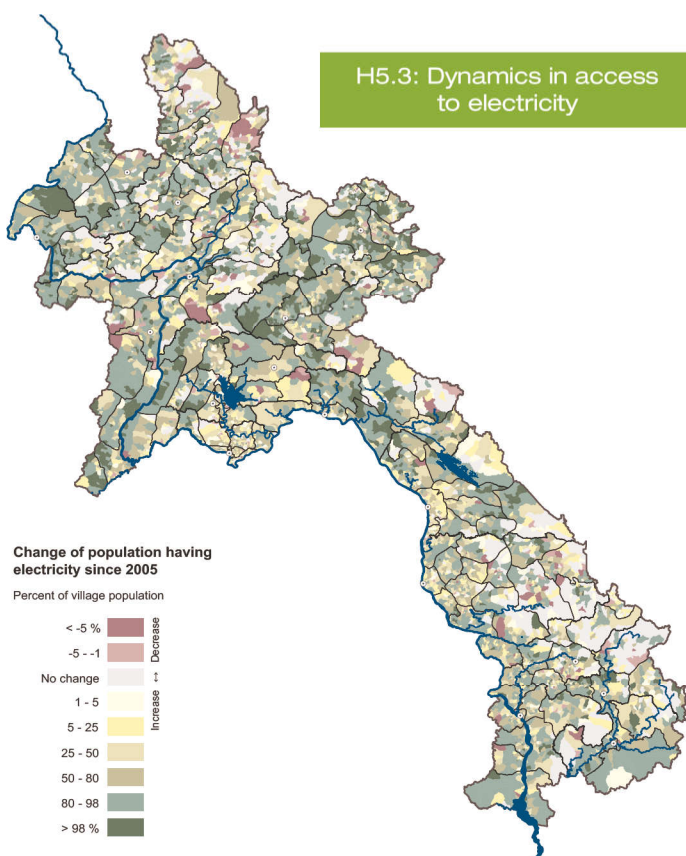 H5.3: Dynamics in access
to electricity
Change of population having
electricity since 2005
Percent of village population
< -5 %
-5 - -1
No change
1 - 5
5 - 25
25 - 50
50 - 80
80 - 98
> 98 %
Increase ↔ Decrease